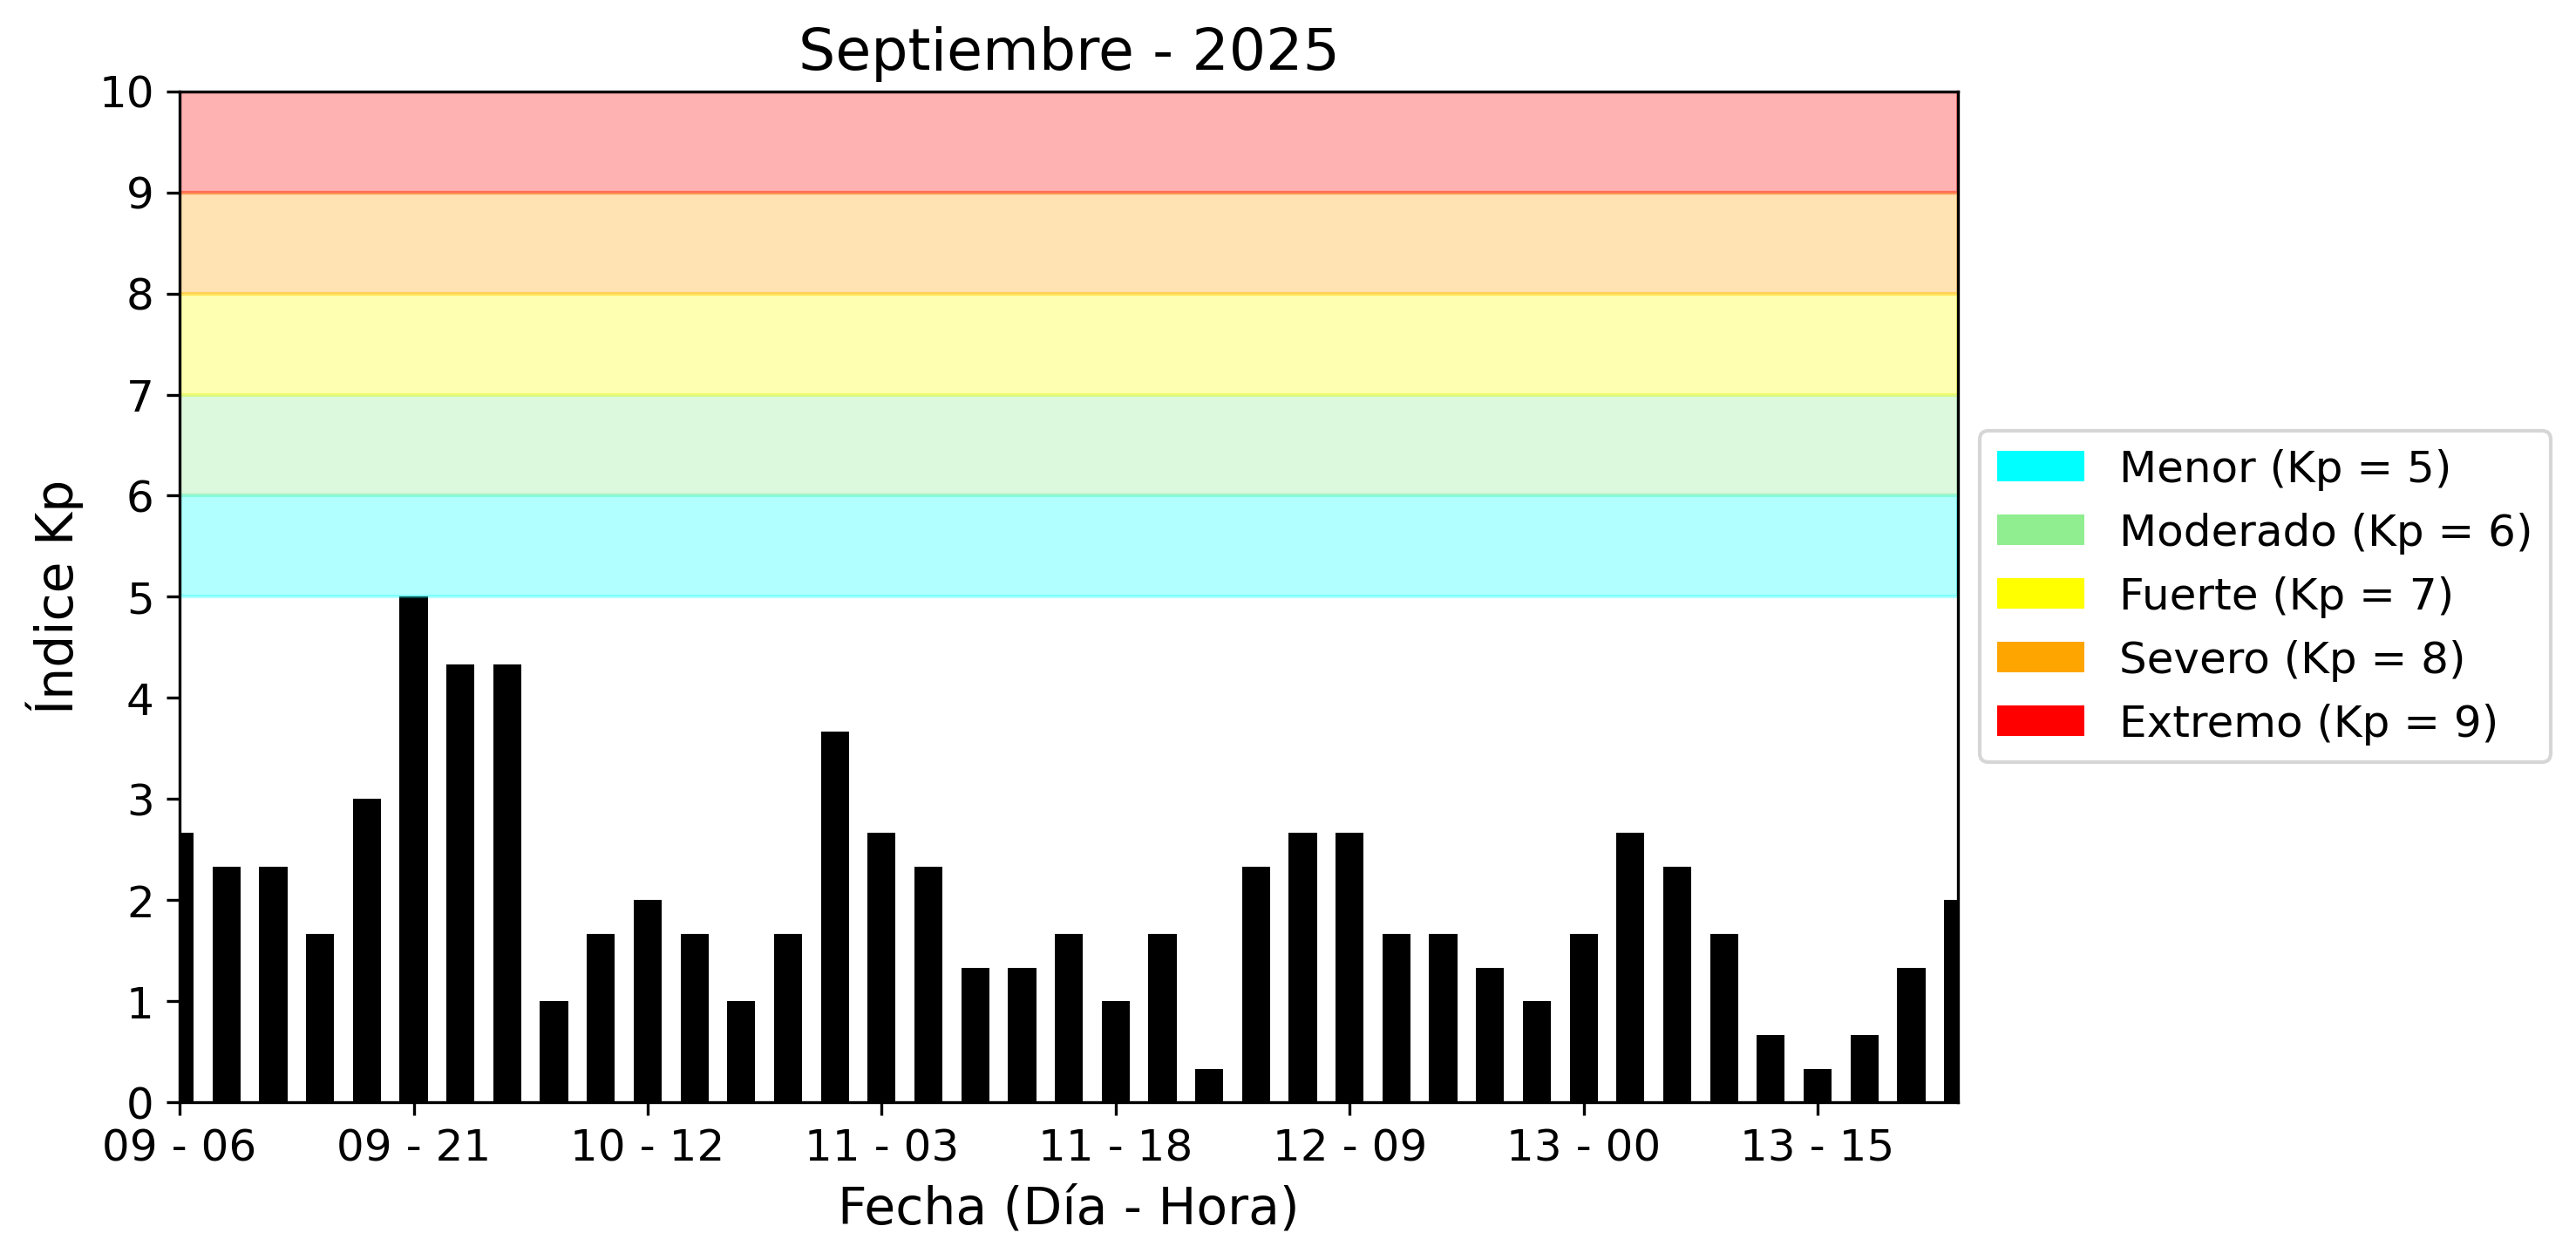 Septiembre - 2025
10
9
8
7
6
5
4
3
2
1
0
Índice Kp
09 - 06
09 - 21
10 - 12
11 - 03
11 - 18
12 - 09
13 - 00
13 - 15
Fecha (Día - Hora)
Menor (Kp = 5)
Moderado (Kp = 6)
Fuerte (Kp = 7)
Severo (Kp = 8)
Extremo (Kp = 9)